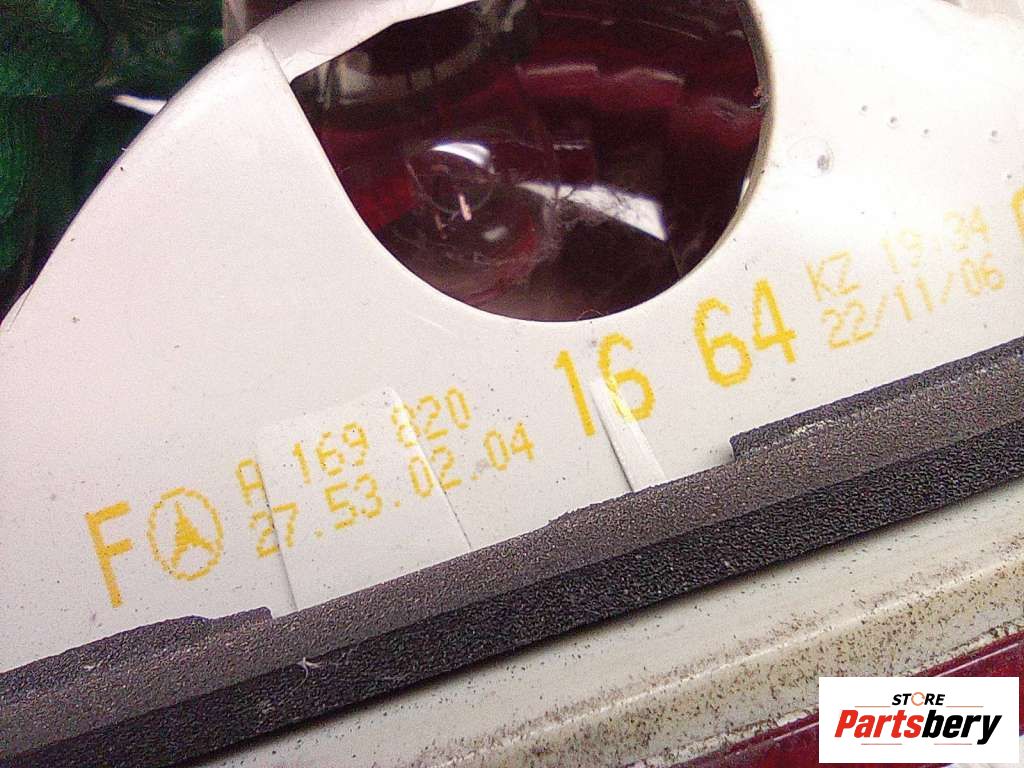 F A 169 820 16 64
27.53.02.04
KZ 19.34
22/11/06
STORE
Partsbery